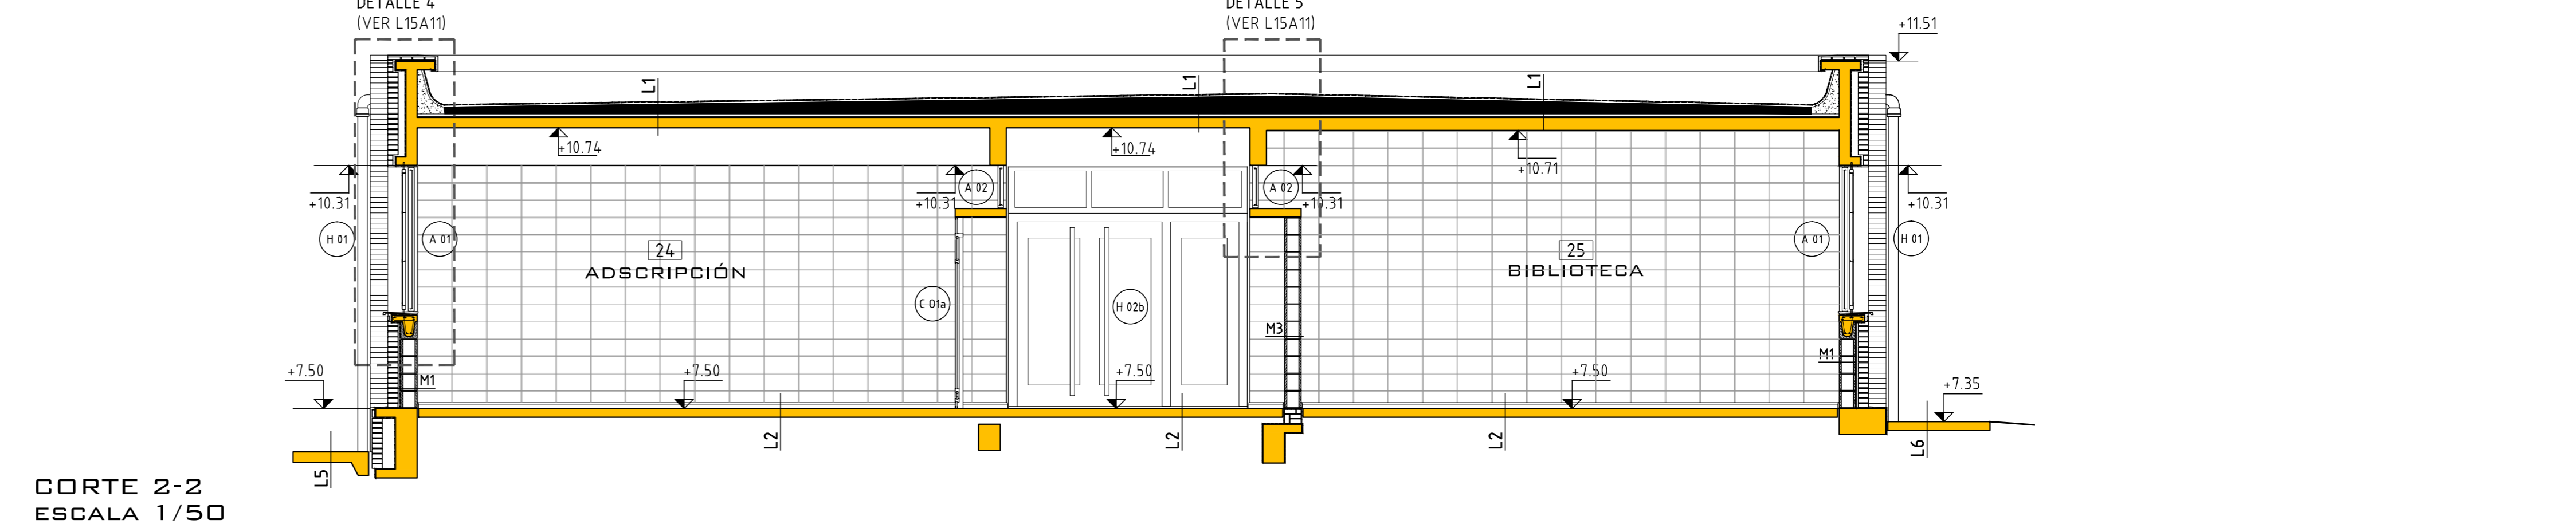 DETALLE 4
(VER L15A11)
DETALLE 5
(VER L15A11)
+11.51
L1
L1
L1
+10.74
+10.74
+10.71
+10.31
A 02
+10.31
A 02
+10.31
+10.31
H 01
A 01
24
ADSCRIPCIÓN
25
BIBLIOTECA
A 01
H 01
C 01a
H 02b
M3
M1
M1
+7.50
+7.50
+7.50
+7.50
+7.35
L2
L2
L2
L5
L6
CORTE 2-2
ESCALA 1/50